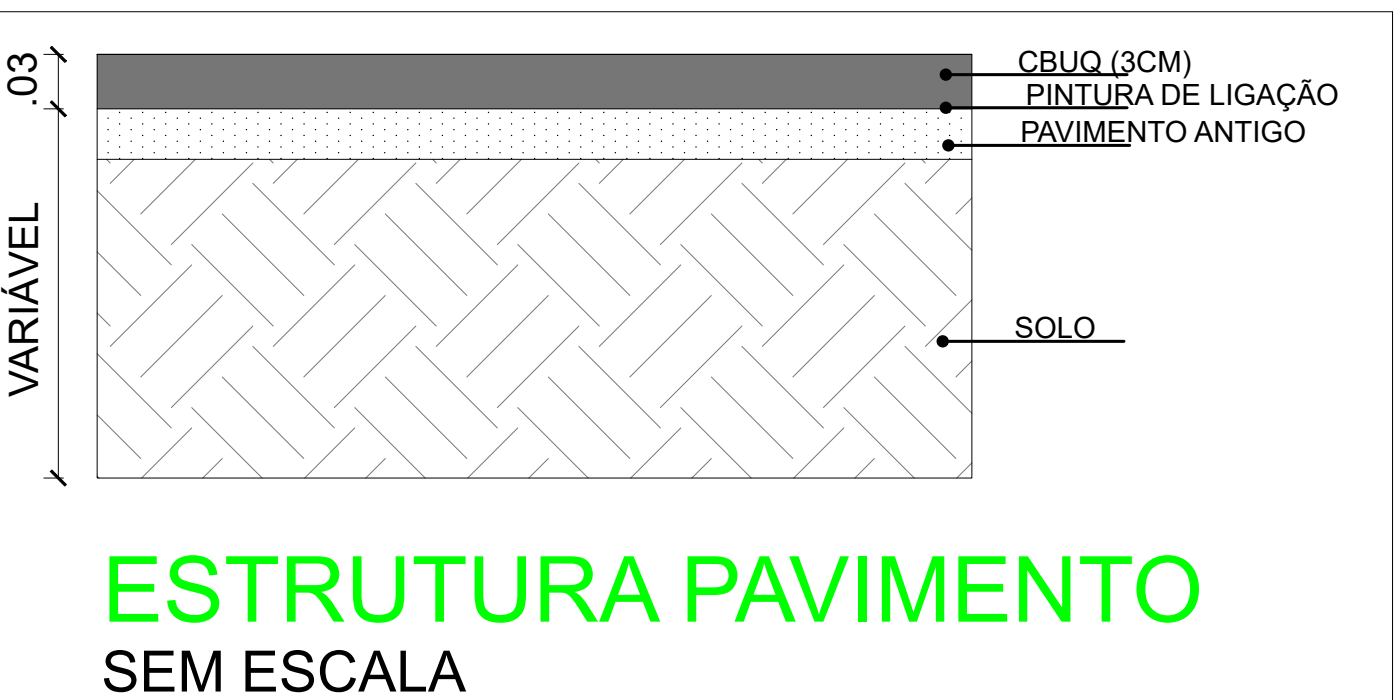 .03
CBUQ (3CM)
PINTURA DE LIGAÇÃO
PAVIMENTO ANTIGO
VARIÁVEL
SOLO
ESTRUTURA PAVIMENTO
SEM ESCALA